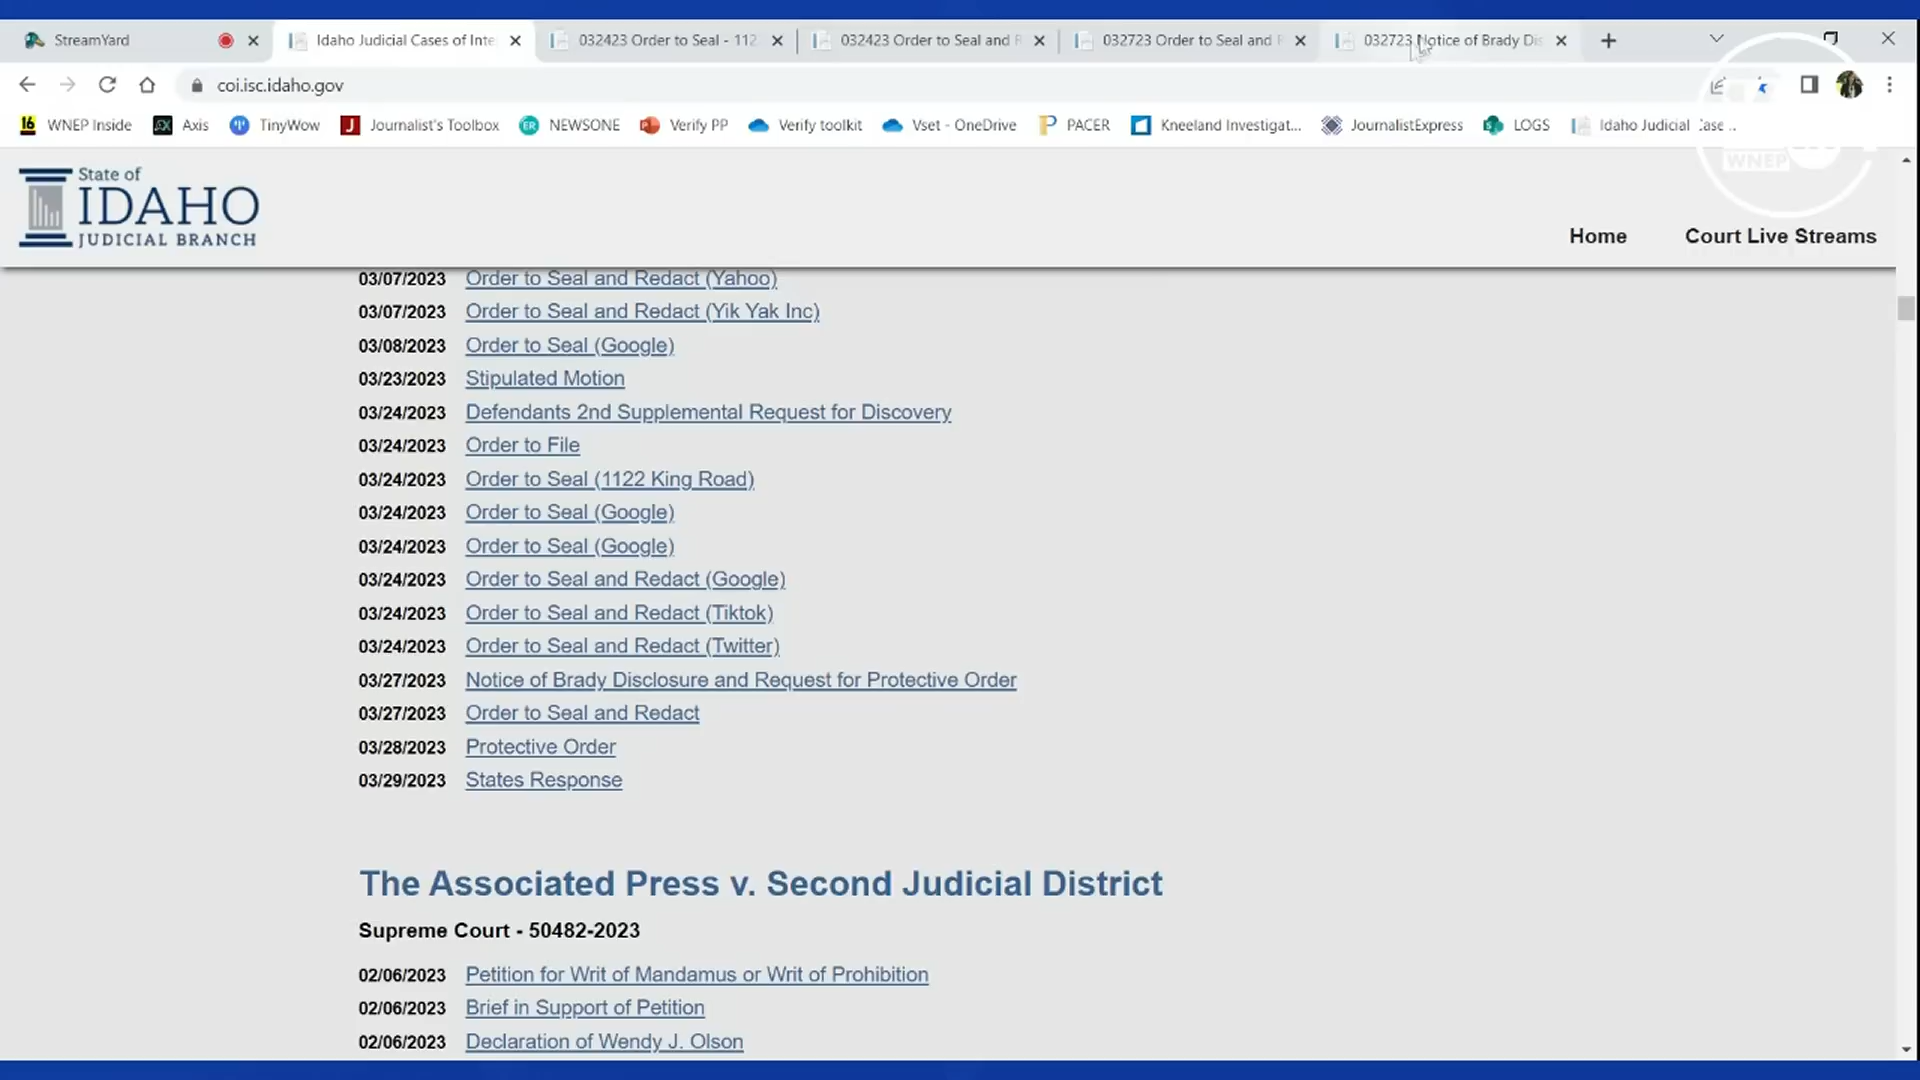 StreamYard
Idaho Judicial Cases of Inte
032423 Order to Seal - 112
032423 Order to Seal and R
032723 Order to Seal and R
032723 Notice of Brady Dis
coi.isc.idaho.gov
16 WNEP Inside
Axis
TinyWow
Journalist's Toolbox
NEWSONE
Verify PP
Verify toolkit
Vset - OneDrive
PACER
Kneeland Investigat...
JournalistExpress
LOGS
Idaho Judicial Case...
WNEP
State of
IDAHO
JUDICIAL BRANCH
Home
Court Live Streams
03/07/2023 Order to Seal and Redact (Yahoo)
03/07/2023 Order to Seal and Redact (Yik Yak Inc)
03/08/2023 Order to Seal (Google)
03/23/2023 Stipulated Motion
03/24/2023 Defendants 2nd Supplemental Request for Discovery
03/24/2023 Order to File
03/24/2023 Order to Seal (1122 King Road)
03/24/2023 Order to Seal (Google)
03/24/2023 Order to Seal (Google)
03/24/2023 Order to Seal and Redact (Google)
03/24/2023 Order to Seal and Redact (Tiktok)
03/24/2023 Order to Seal and Redact (Twitter)
03/27/2023 Notice of Brady Disclosure and Request for Protective Order
03/27/2023 Order to Seal and Redact
03/28/2023 Protective Order
03/29/2023 States Response
The Associated Press v. Second Judicial District
Supreme Court - 50482-2023
02/06/2023 Petition for Writ of Mandamus or Writ of Prohibition
02/06/2023 Brief in Support of Petition
02/06/2023 Declaration of Wendy J. Olson